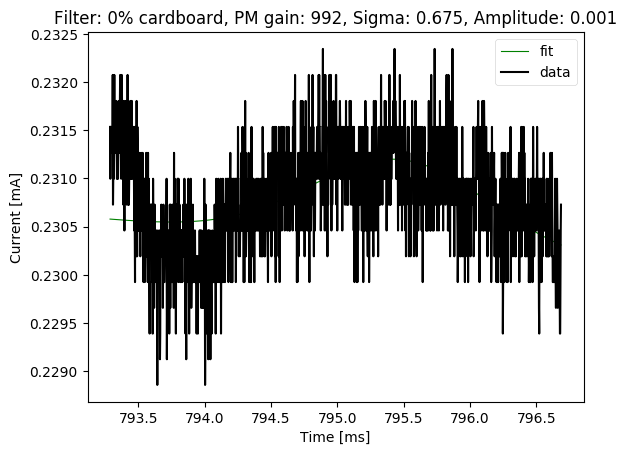 Filter: 0% cardboard, PM gain: 992, Sigma: 0.675, Amplitude: 0.001
fit
data
0.2325
0.2320
0.2315
0.2310
0.2305
0.2300
0.2295
0.2290
Current [mA]
793.5 794.0 794.5 795.0 795.5 796.0 796.5
Time [ms]